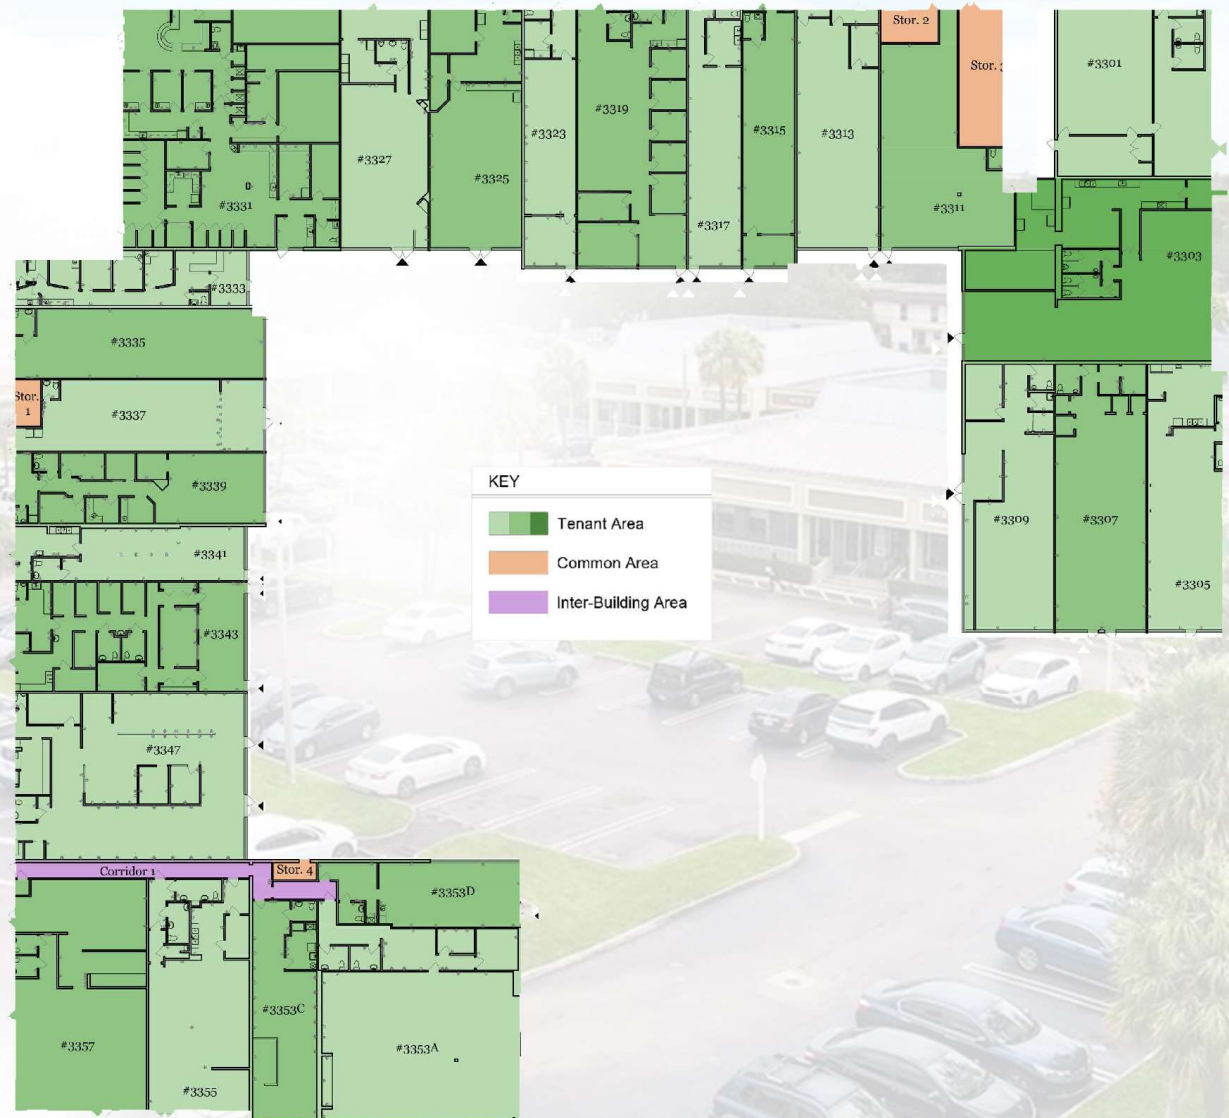 Stor. 2
Stor. 3
#3301
#3319
#3323
#3315
#3313
#3327
#3325
#3331
#3317
#3311
#3303
#3333
#3335
Stor.
1
#3337
#3339
KEY
Tenant Area
Common Area
Inter-Building Area
#3309
#3307
#3305
#3341
#3343
#3347
Corridor 1
Stor. 4
#3353D
#3353C
#3357
#3353A
#3355